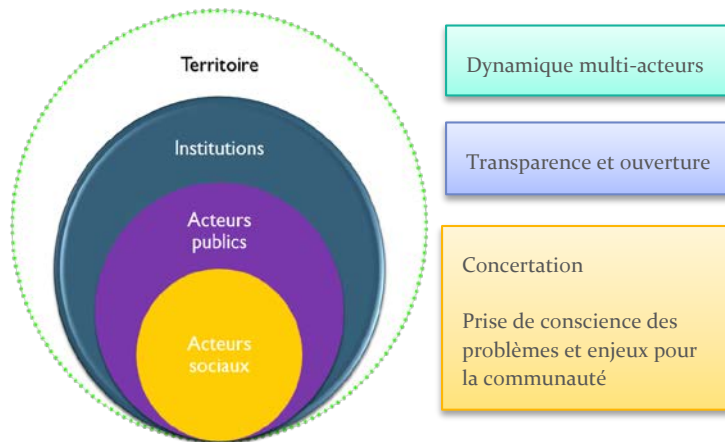 Territoire
Institutions
Acteurs
publics
Acteurs
sociaux
Dynamique multi-acteurs
Transparence et ouverture
Concertation
Prise de conscience des
problèmes et enjeux pour
la communauté